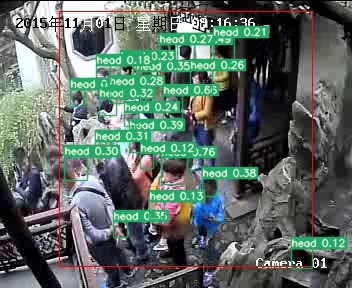 2015年11月01日 星期日 09:16:36
head 0.21
head 0.27
.49
head 0.18
0.23
head 0.35
head 0.26
head 0.28
head 0.32
head 0.65
head 0.24
head 0.39
head 0.31
head 0.12
head 0.30
0.76
head 0.38
head 0.13
head 0.35
head 0.12
Camera 01